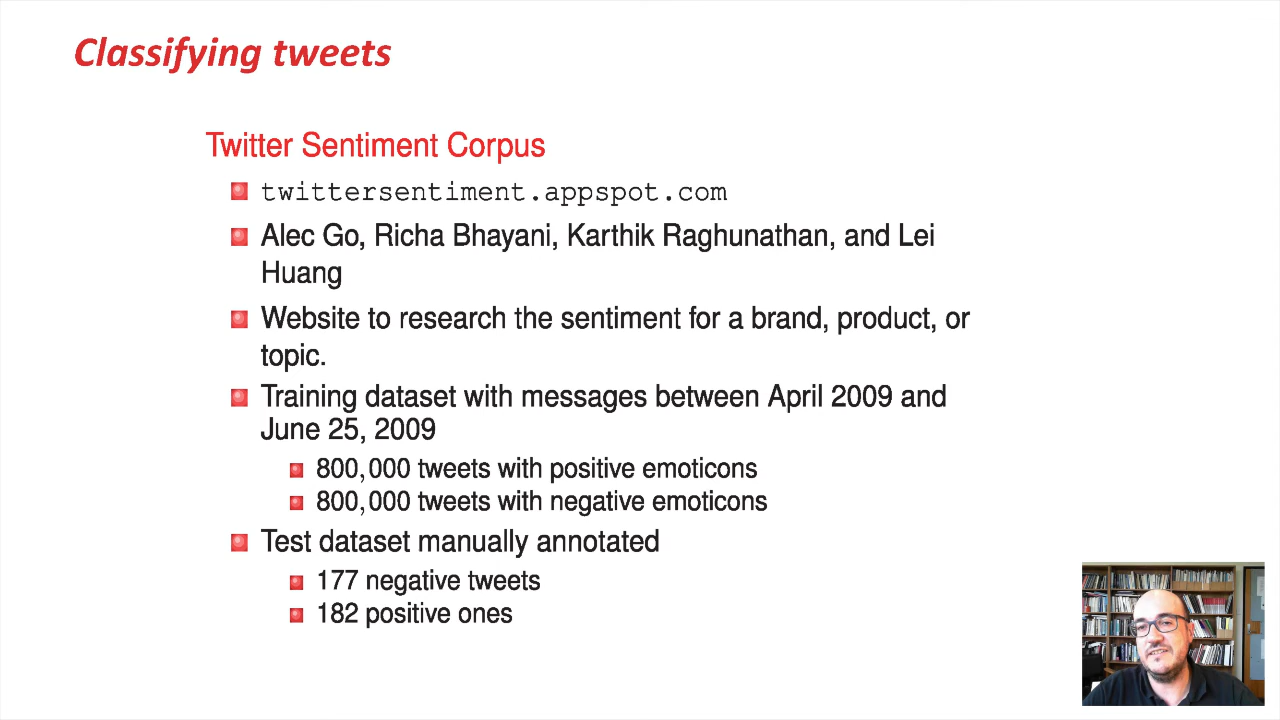 Classifying tweets
Twitter Sentiment Corpus
twittersentiment.appspot.com
Alec Go, Richa Bhayani, Karthik Raghunathan, and Lei
Huang
Website to research the sentiment for a brand, product, or
topic.
Training dataset with messages between April 2009 and
June 25, 2009
800,000 tweets with positive emoticons
800,000 tweets with negative emoticons
Test dataset manually annotated
177 negative tweets
182 positive ones